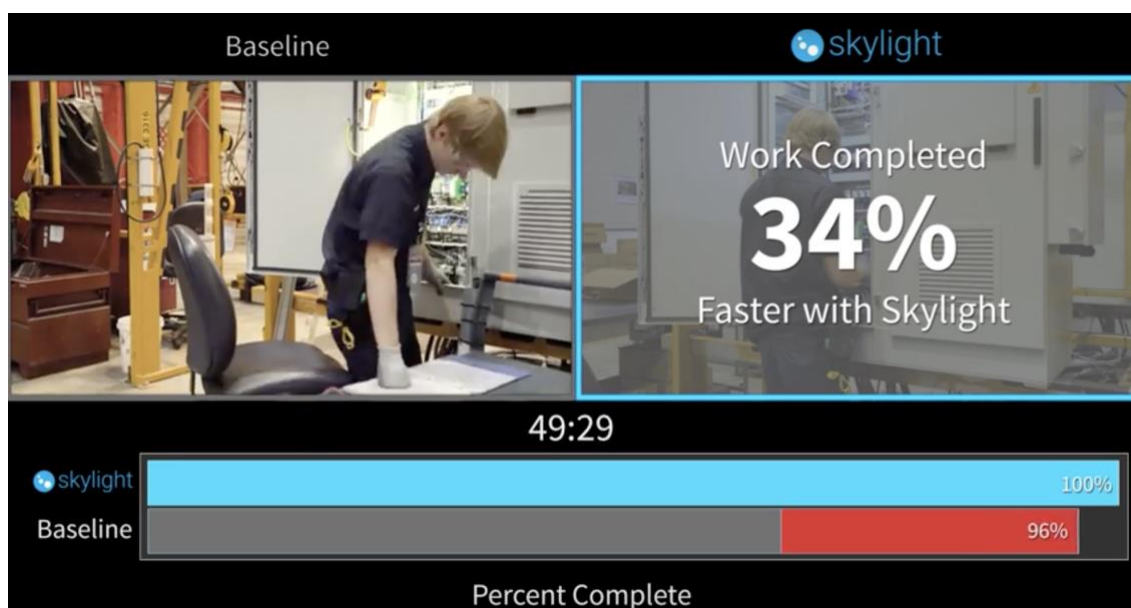 Baseline
skylight
Work Completed
34%
Faster with Skylight
49:29
skylight
100%
Baseline
96%
Percent Complete